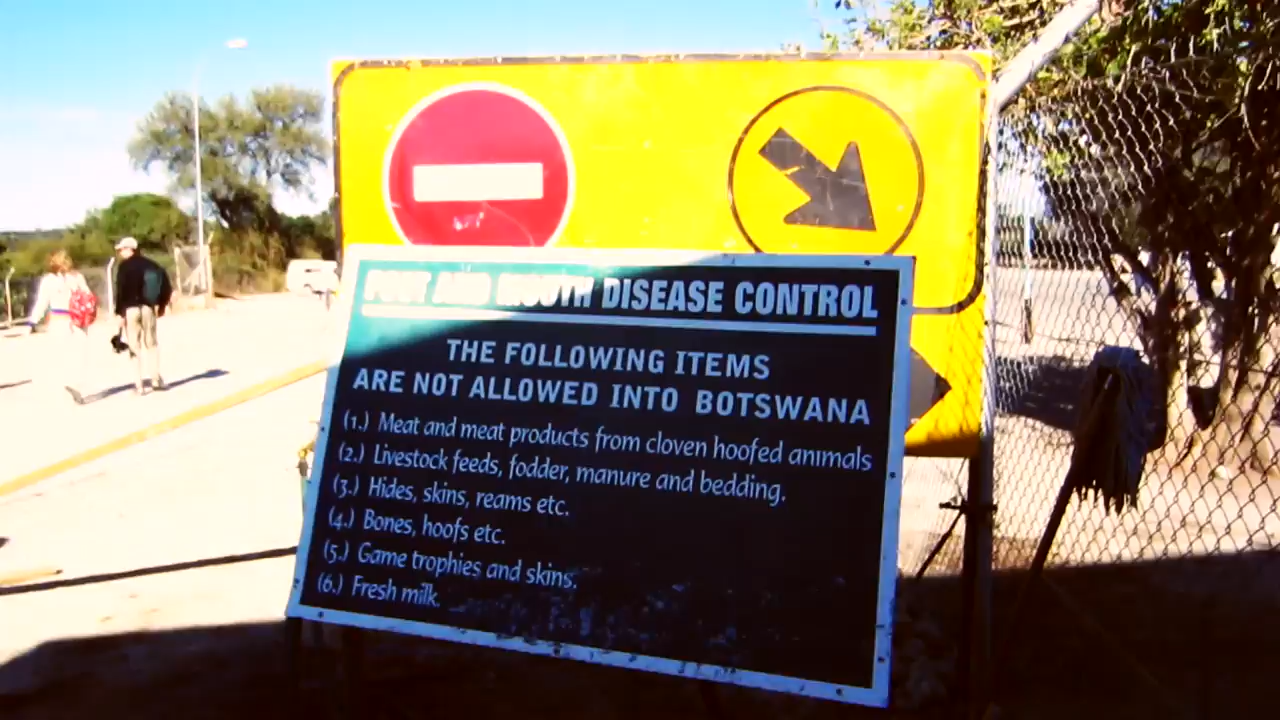 FOOT AND MOUTH DISEASE CONTROL
THE FOLLOWING ITEMS
ARE NOT ALLOWED INTO BOTSWANA
(1.) Meat and meat products from cloven hoofed animals
(2.) Livestock feeds, fodder, manure and bedding.
(3.) Hides, skins, reams etc.
(4.) Bones, hoofs etc.
(5.) Game trophies and skins.
(6.) Fresh milk.